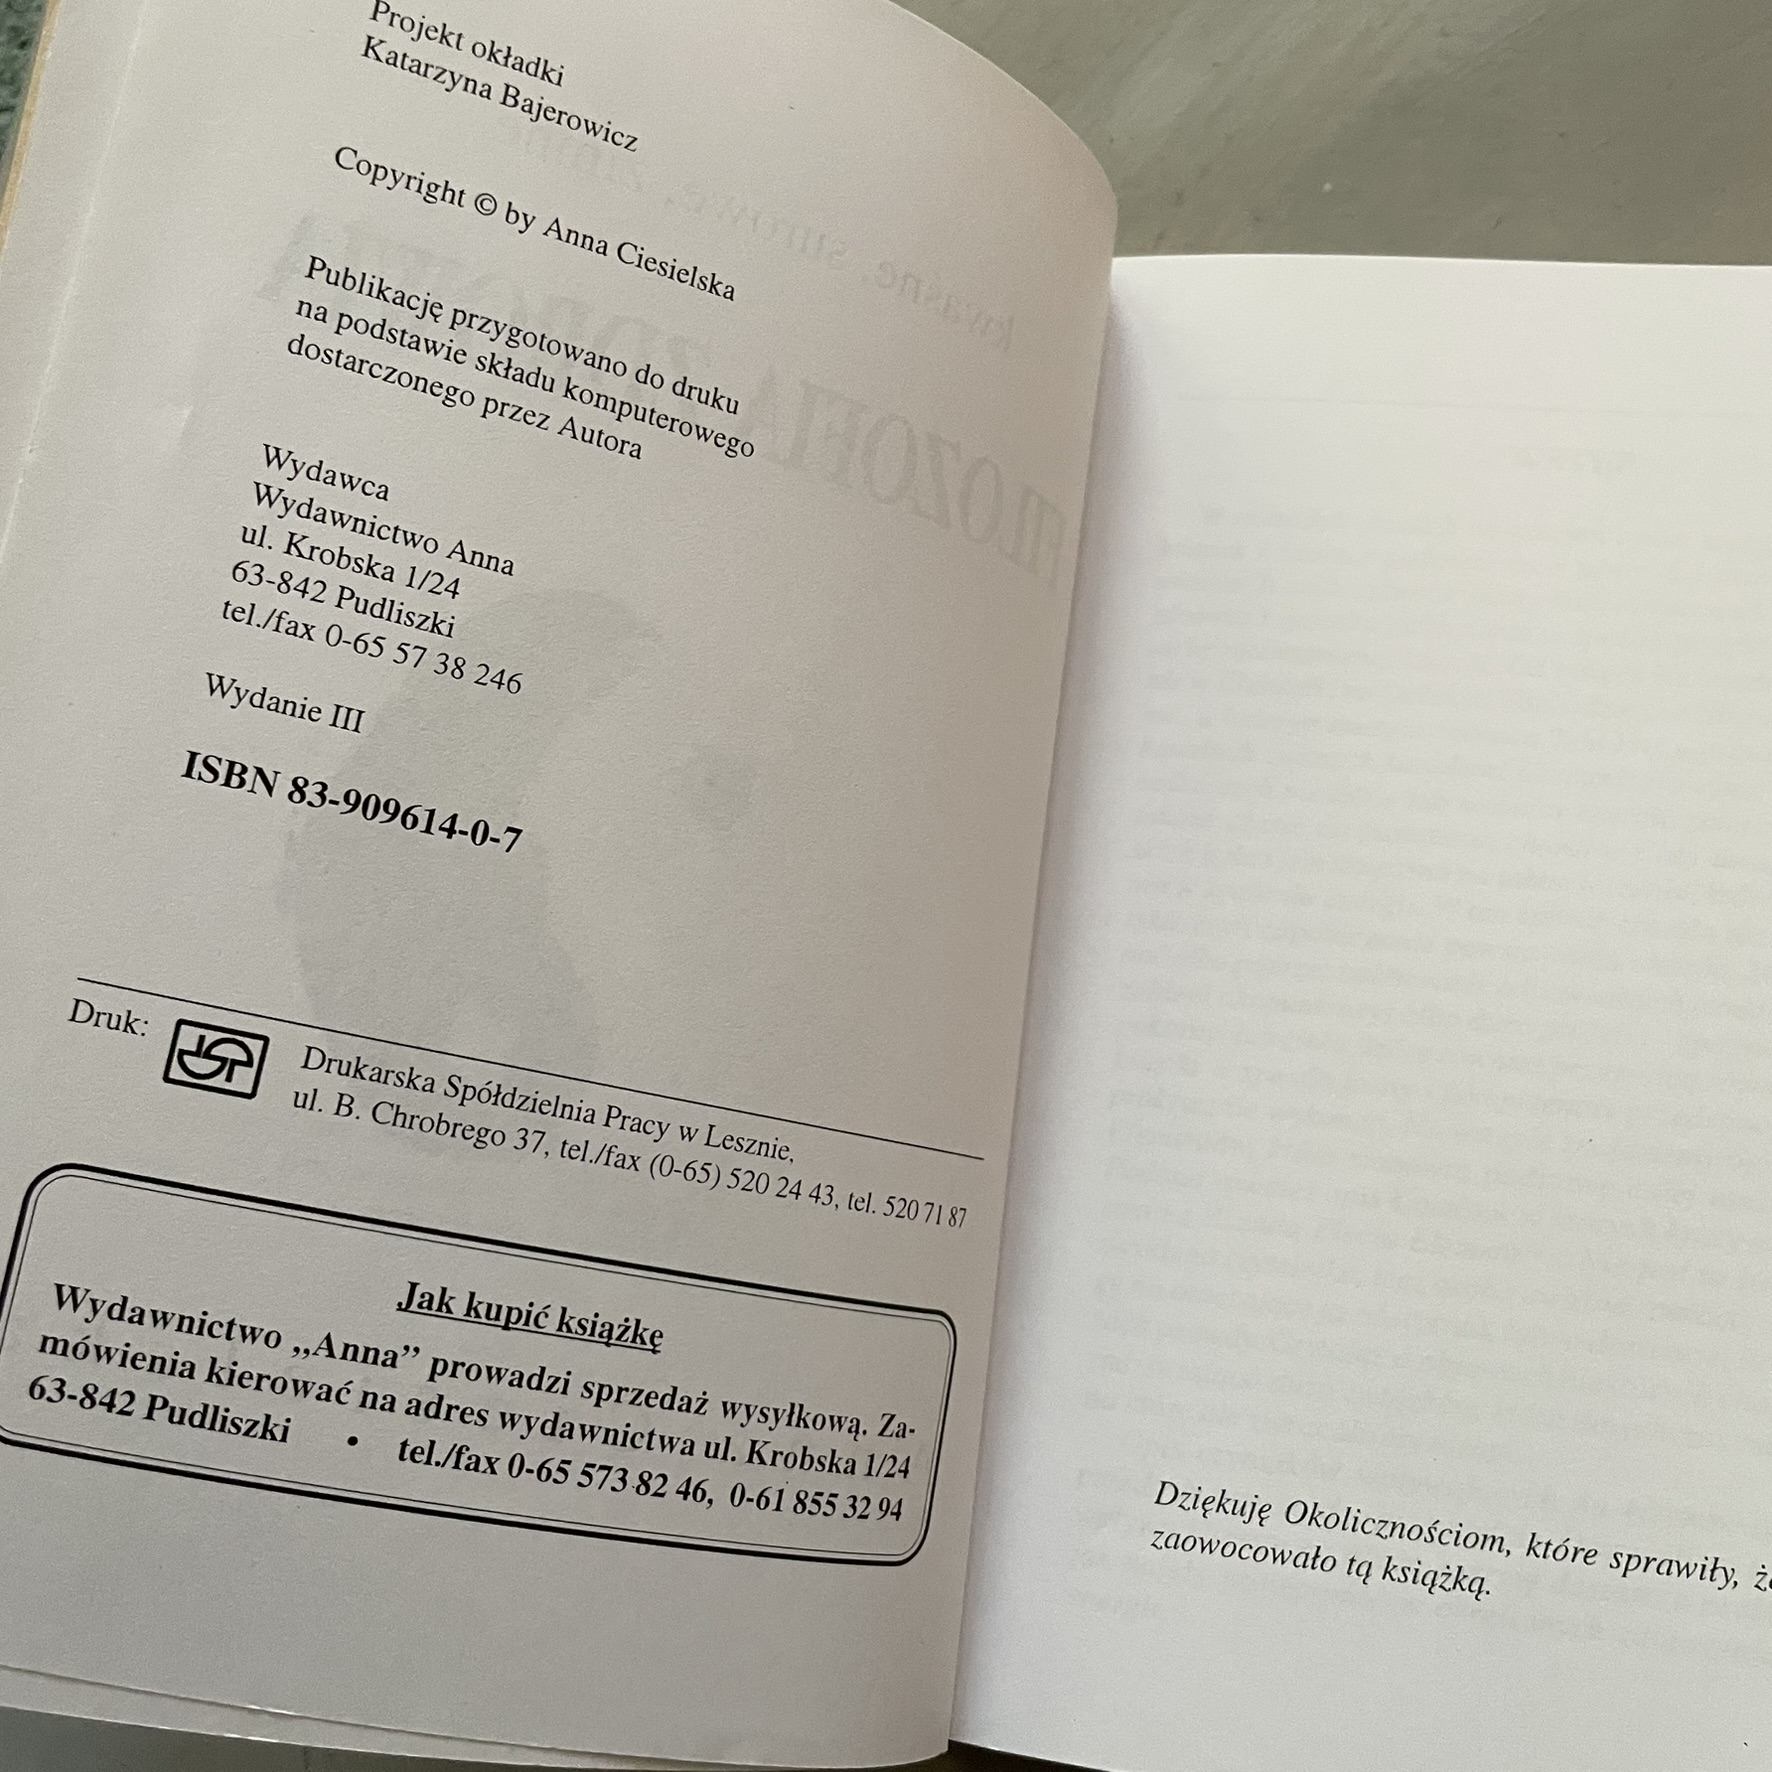 Projekt okładki
Katarzyna Bajerowicz
Copyright © by Anna Ciesielska
Publikację przygotowano do druku
na podstawie składu komputerowego
dostarczonego przez Autora
Wydawca
Wydawnictwo Anna
ul. Krobska 1/24
63-842 Pudliszki
tel./fax 0-65 57 38 246
Wydanie III
ISBN 83-909614-0-7
Druk:
Drukarska Spółdzielnia Pracy w Lesznie,
ul. B. Chrobrego 37, tel./fax (0-65) 520 24 43, tel. 520 71 87
Jak kupić książkę
Wydawnictwo „Anna” prowadzi sprzedaż wysyłkową. Za-
mówienia kierować na adres wydawnictwa ul. Krobska 1/24
63-842 Pudliszki • tel./fax 0-65 573 82 46, 0-61 855 32 94
Dziękuję Okolicznościom, które sprawiły,
zaowocowało tą książką.